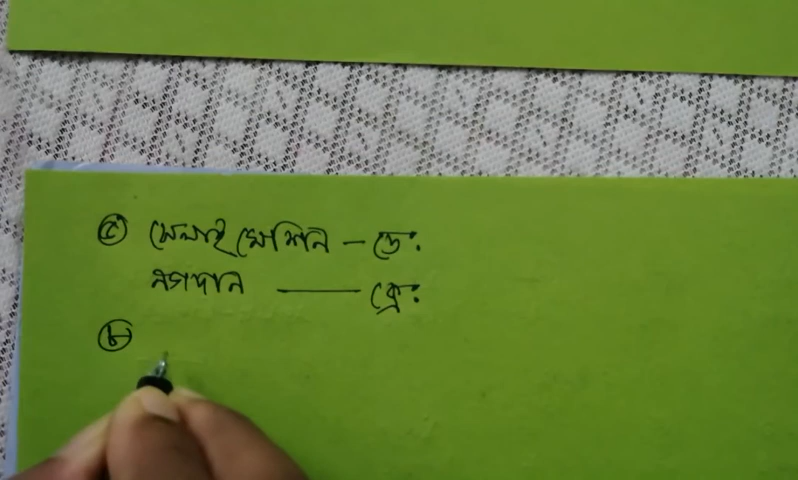 ⓒ সেলাই মেশিন — ডেঃ
নগদান — ক্রেঃ